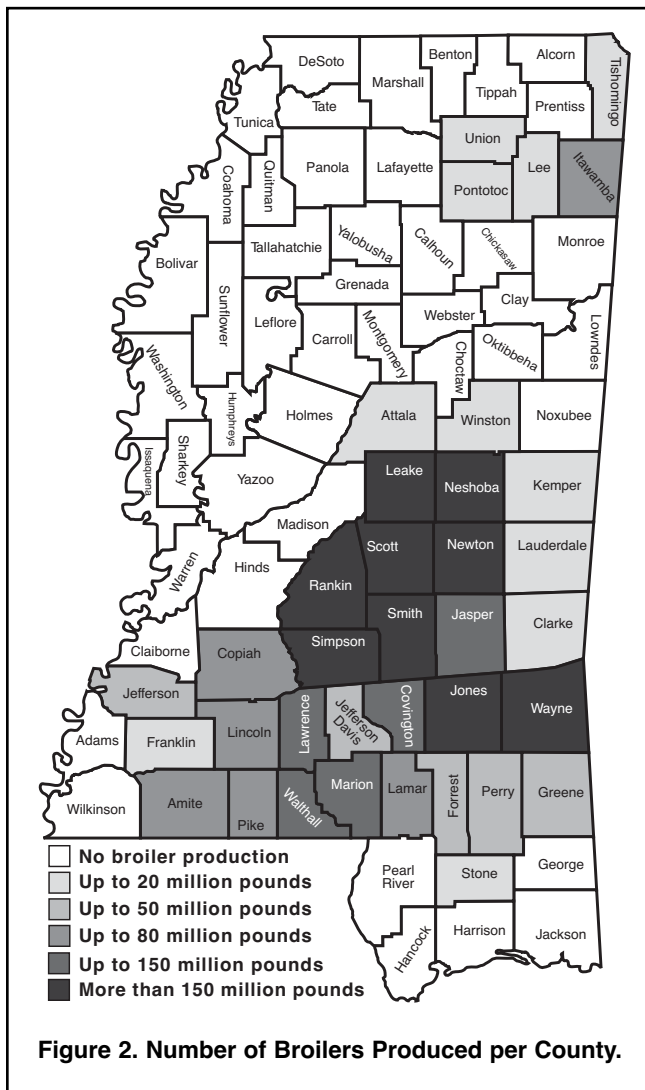 DeSoto
Benton
Alcorn
Tishomingo
Marshall
Tippah
Tate
Prentiss
Tunica
Union
Lee
Itawamba
Coahoma
Quitman
Panola
Lafayette
Pontotoc
Bolivar
Tallahatchie
Yalobusha
Calhoun
Chickasaw
Monroe
Sunflower
Grenada
Clay
Leflore
Webster
Lowndes
Carroll
Montgomery
Choctaw
Oktibbeha
Washington
Humphreys
Holmes
Attala
Winston
Noxubee
Issaquena
Sharkey
Yazoo
Leake
Neshoba
Kemper
Madison
Scott
Newton
Lauderdale
Warren
Hinds
Rankin
Smith
Jasper
Clarke
Claiborne
Copiah
Simpson
Jefferson
Lawrence
Jefferson
Davis
Covington
Jones
Wayne
Adams
Franklin
Lincoln
Wilkinson
Amite
Pike
Walthall
Marion
Lamar
Forrest
Perry
Greene
Pearl
River
Stone
George
Hancock
Harrison
Jackson
No broiler production
Up to 20 million pounds
Up to 50 million pounds
Up to 80 million pounds
Up to 150 million pounds
More than 150 million pounds
Figure 2. Number of Broilers Produced per County.